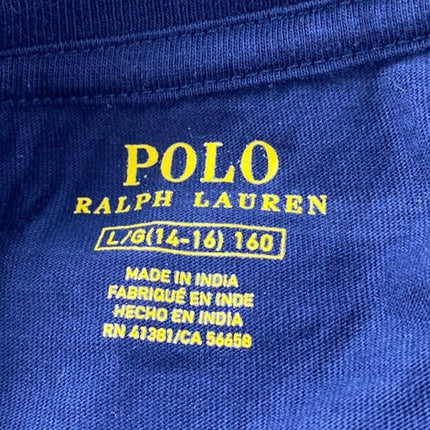 POLO
RALPH LAUREN
L/G(14-16) 160
MADE IN INDIA
FABRIQUÉ EN INDE
HECHO EN INDIA
RN 41381/CA 56658